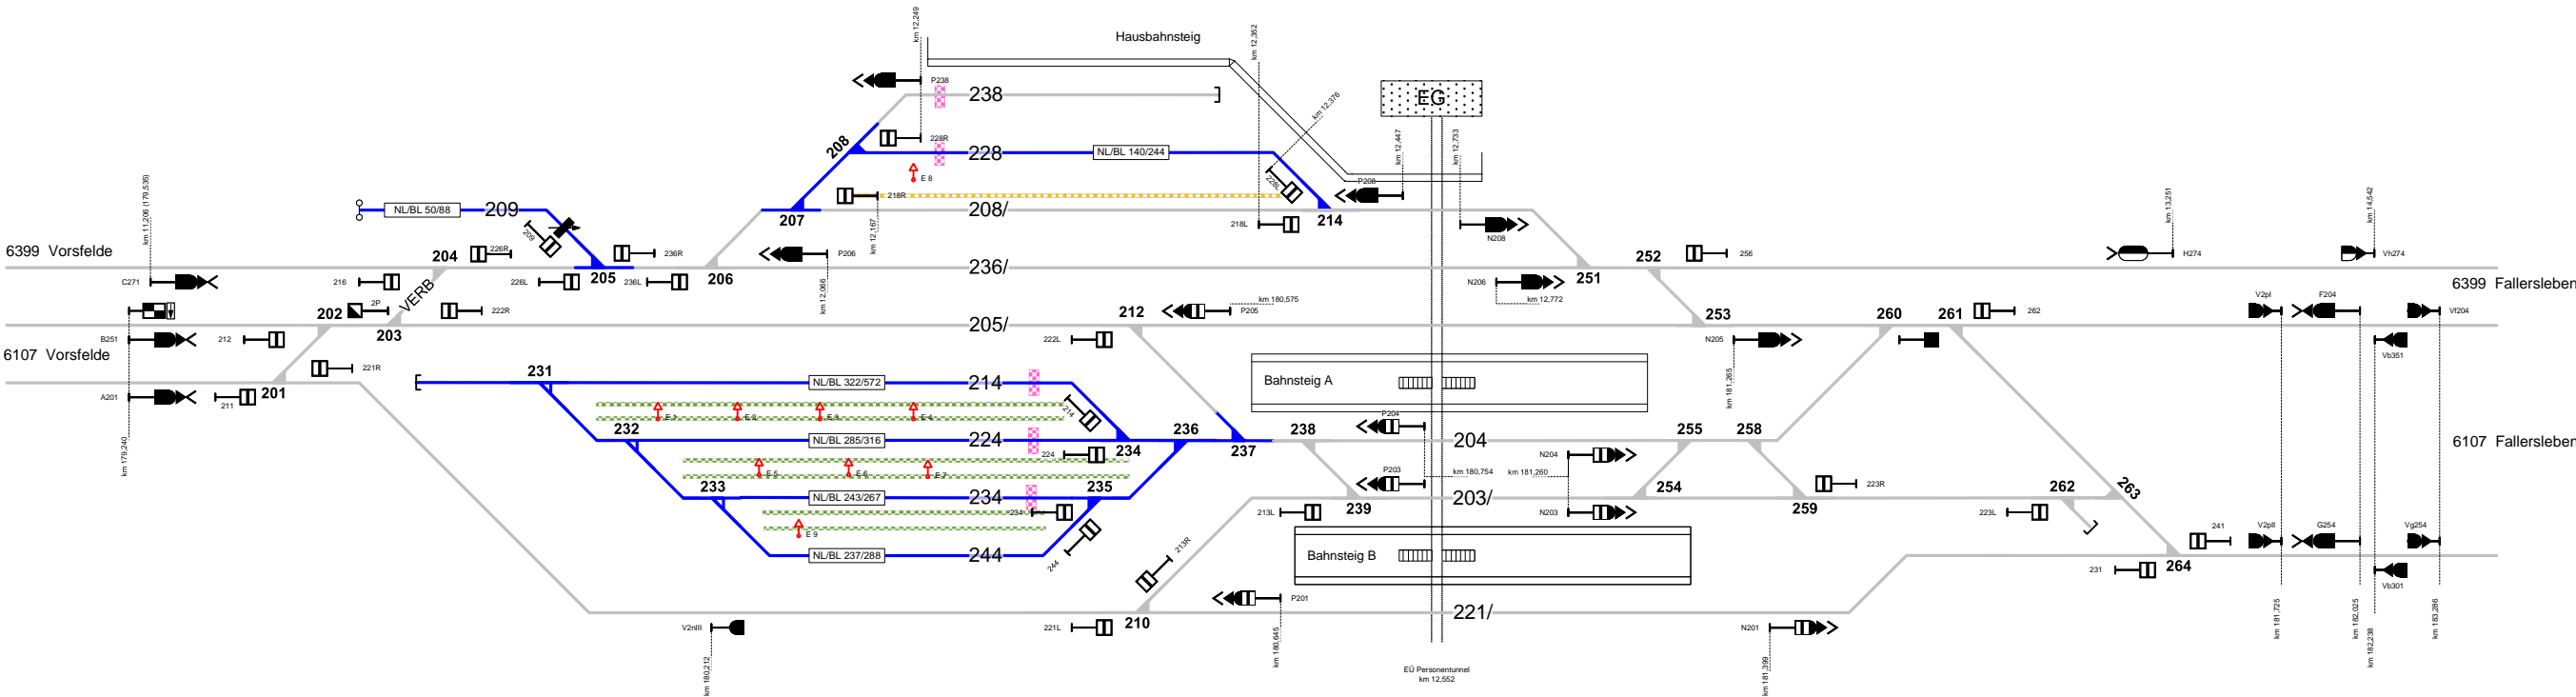 km 12,249
Hausbahnsteig
km 12,352
EG
P238
238
km 12,376
208
228R
228
NL/BL 140/244
km 12,447
km 12,733
E 8
228L
P208
218R
km 11,206 (179,535)
NL/BL 50/88
209
207
208/
214
218L
km 12,167
N208
km 13,251
km 14,542
209
6399 Vorsfelde
204
226R
236R
P206
252
256
H274
Vh274
236/
C271
216
226L
205
236L
206
N206
251
6399 Fallersleben
VERB
km 12,066
km 12,772
202
2P
222R
km 180,575
V2pI
F204
Vf204
203
205/
212
P205
253
260
261
262
B251
212
222L
N205
Vb351
6107 Vorsfelde
221R
231
NL/BL 322/572
214
Bahnsteig A
A201
211
201
km 181,265
E 1
E 2
E 3
E 4
214
P204
232
236
238
255
258
km 179,240
NL/BL 285/316
224
234
237
204
6107 Fallersleben
224
N204
E 5
E 6
E 7
P203
km 180,754
km 181,260
233
NL/BL 243/267
234
235
203/
254
223R
262
263
234
213L
239
N203
259
223L
E 9
241
V2pII
G254
Vg254
NL/BL 237/288
244
244
213R
Bahnsteig B
231
264
Vb301
P201
V2nIII
221L
210
221/
N201
km 180,212
km 180,645
km 181,399
km 181,725
km 182,025
km 182,238
km 183,286
EÜ Personentunnel
km 12,552